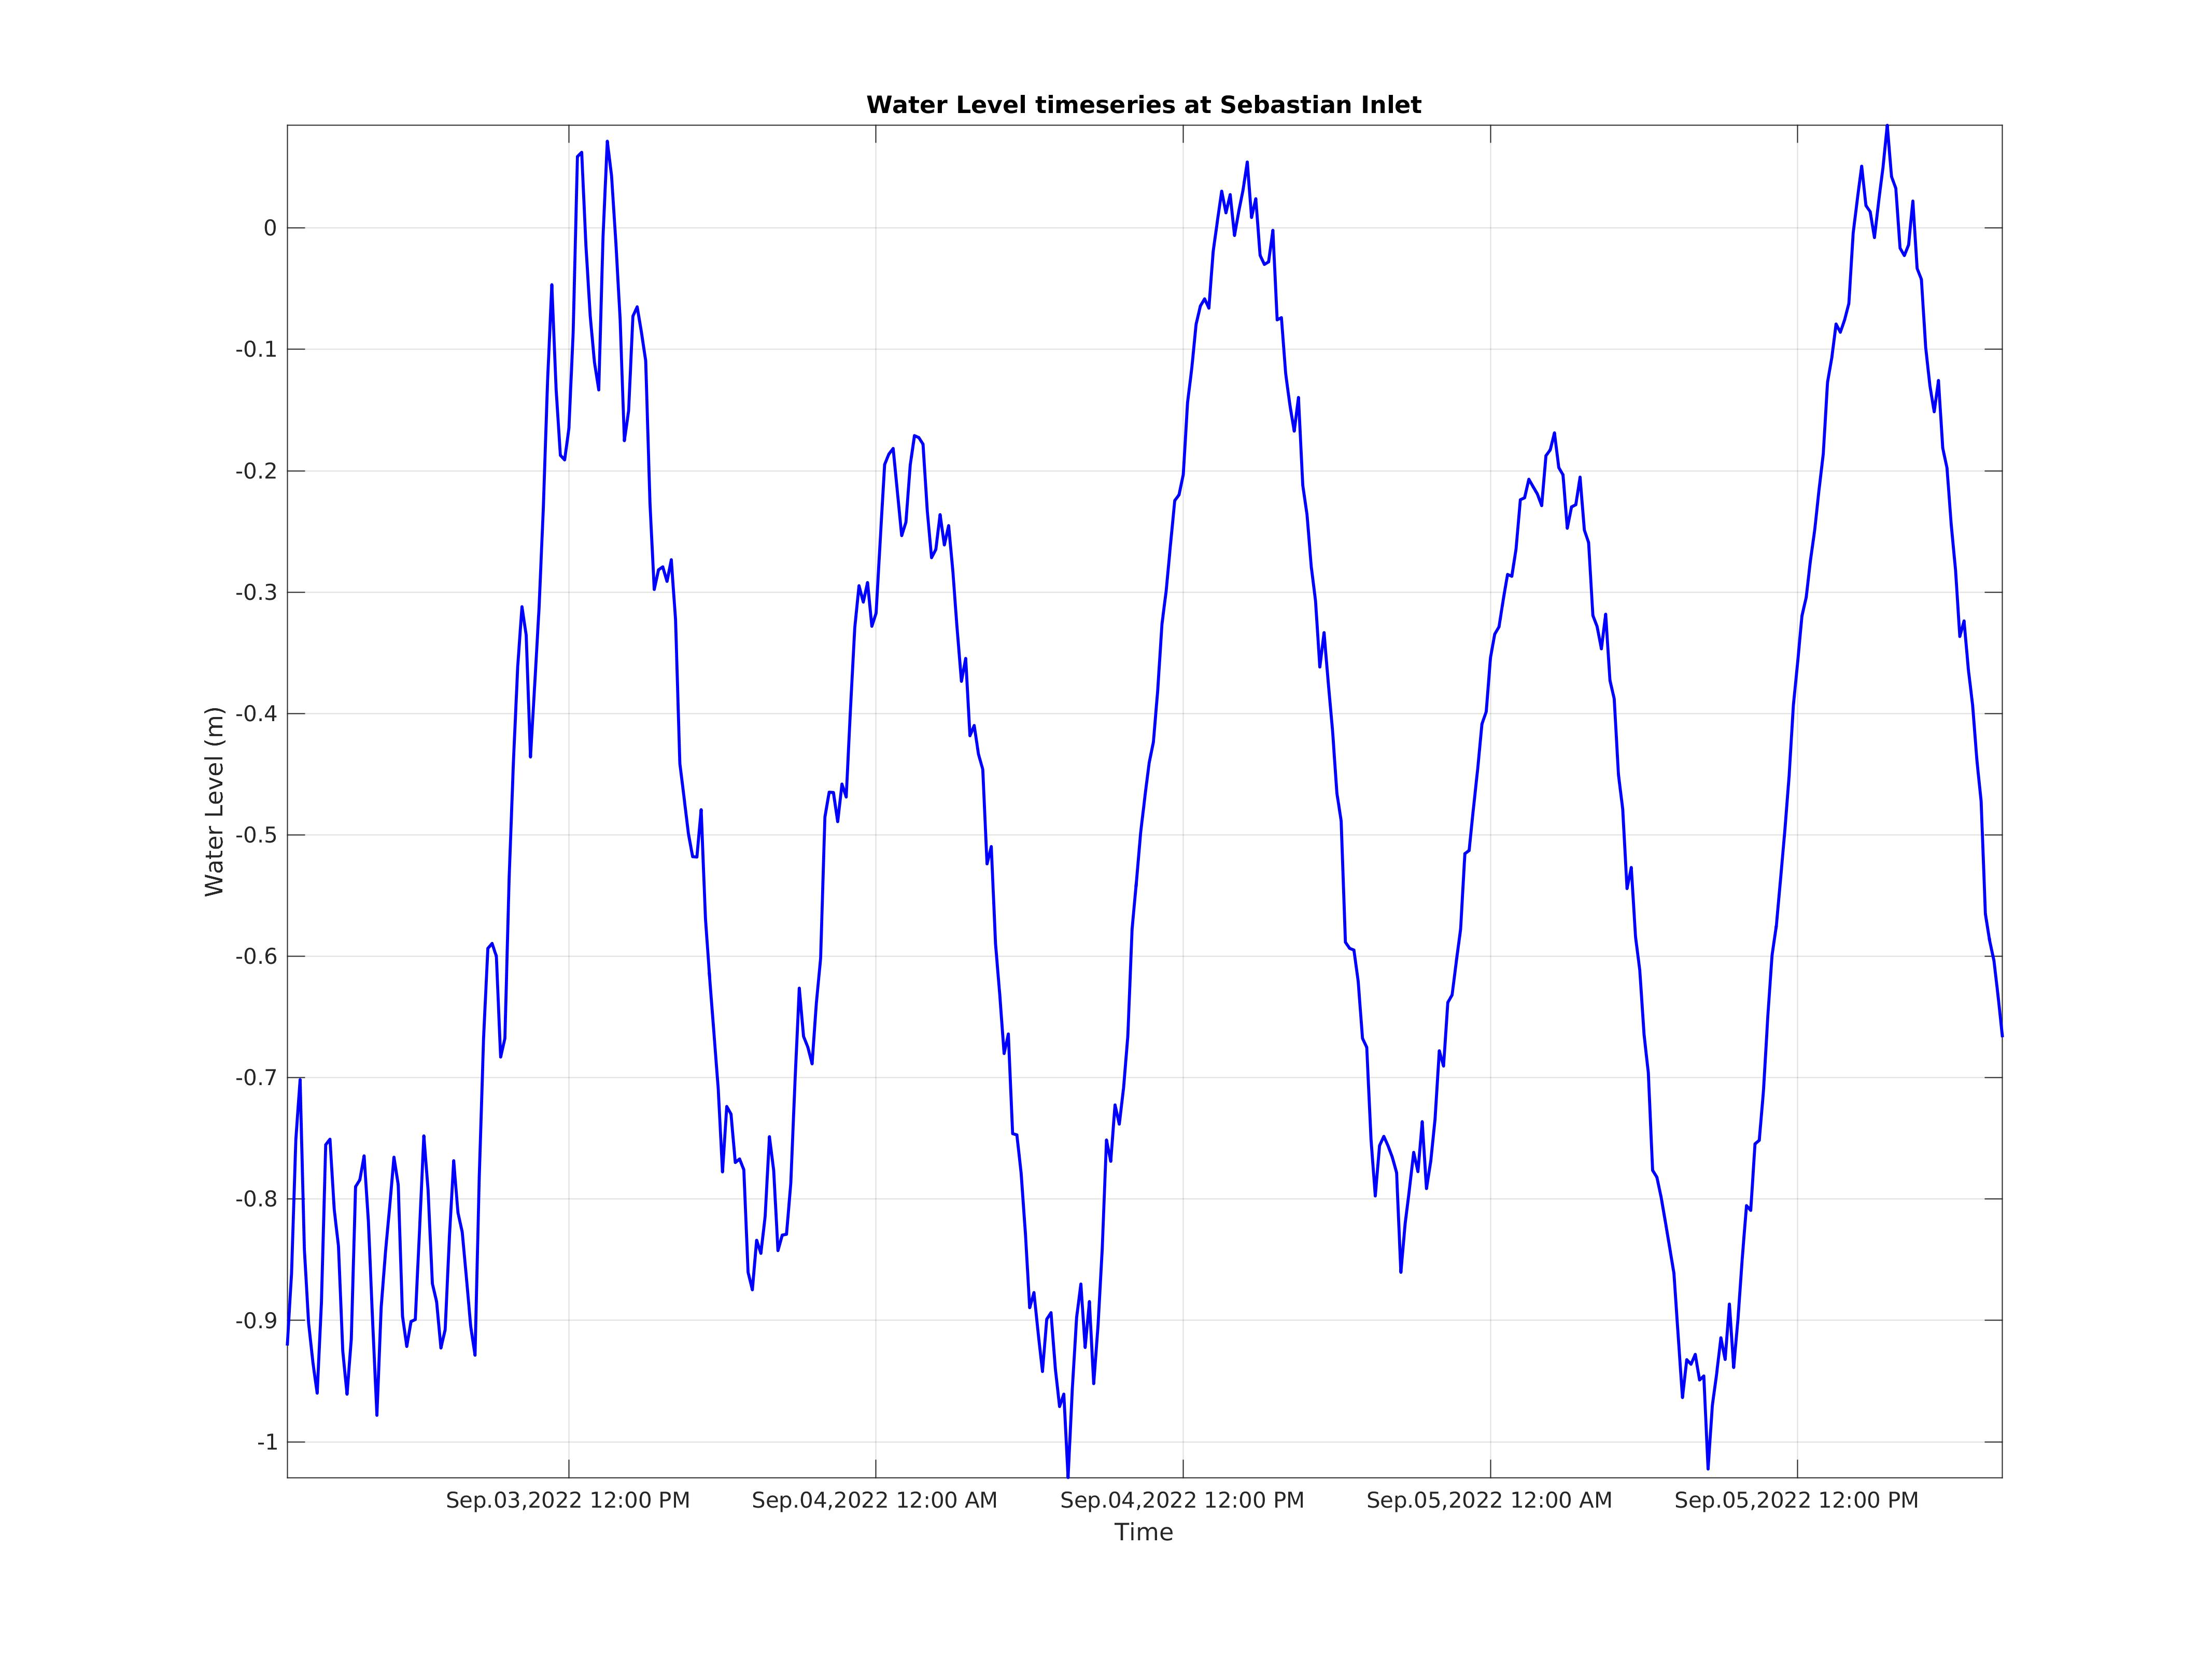 Water Level timeseries at Sebastian Inlet
0
-0.1
-0.2
-0.3
-0.4
-0.5
-0.6
-0.7
-0.8
-0.9
-1
Water Level (m)
Sep.03,2022 12:00 PM
Sep.04,2022 12:00 AM
Sep.04,2022 12:00 PM
Sep.05,2022 12:00 AM
Sep.05,2022 12:00 PM
Time